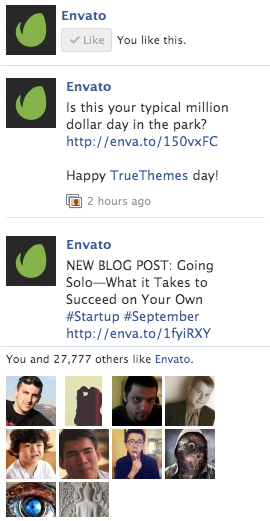 Envato
Like You like this.
Envato
Is this your typical million
dollar day in the park?
http://enva.to/150vxFC
Happy TrueThemes day!
2 hours ago
Envato
NEW BLOG POST: Going
Solo—What it Takes to
Succeed on Your Own
#Startup #September
http://enva.to/1fyiRXY
You and 27,777 others like Envato.